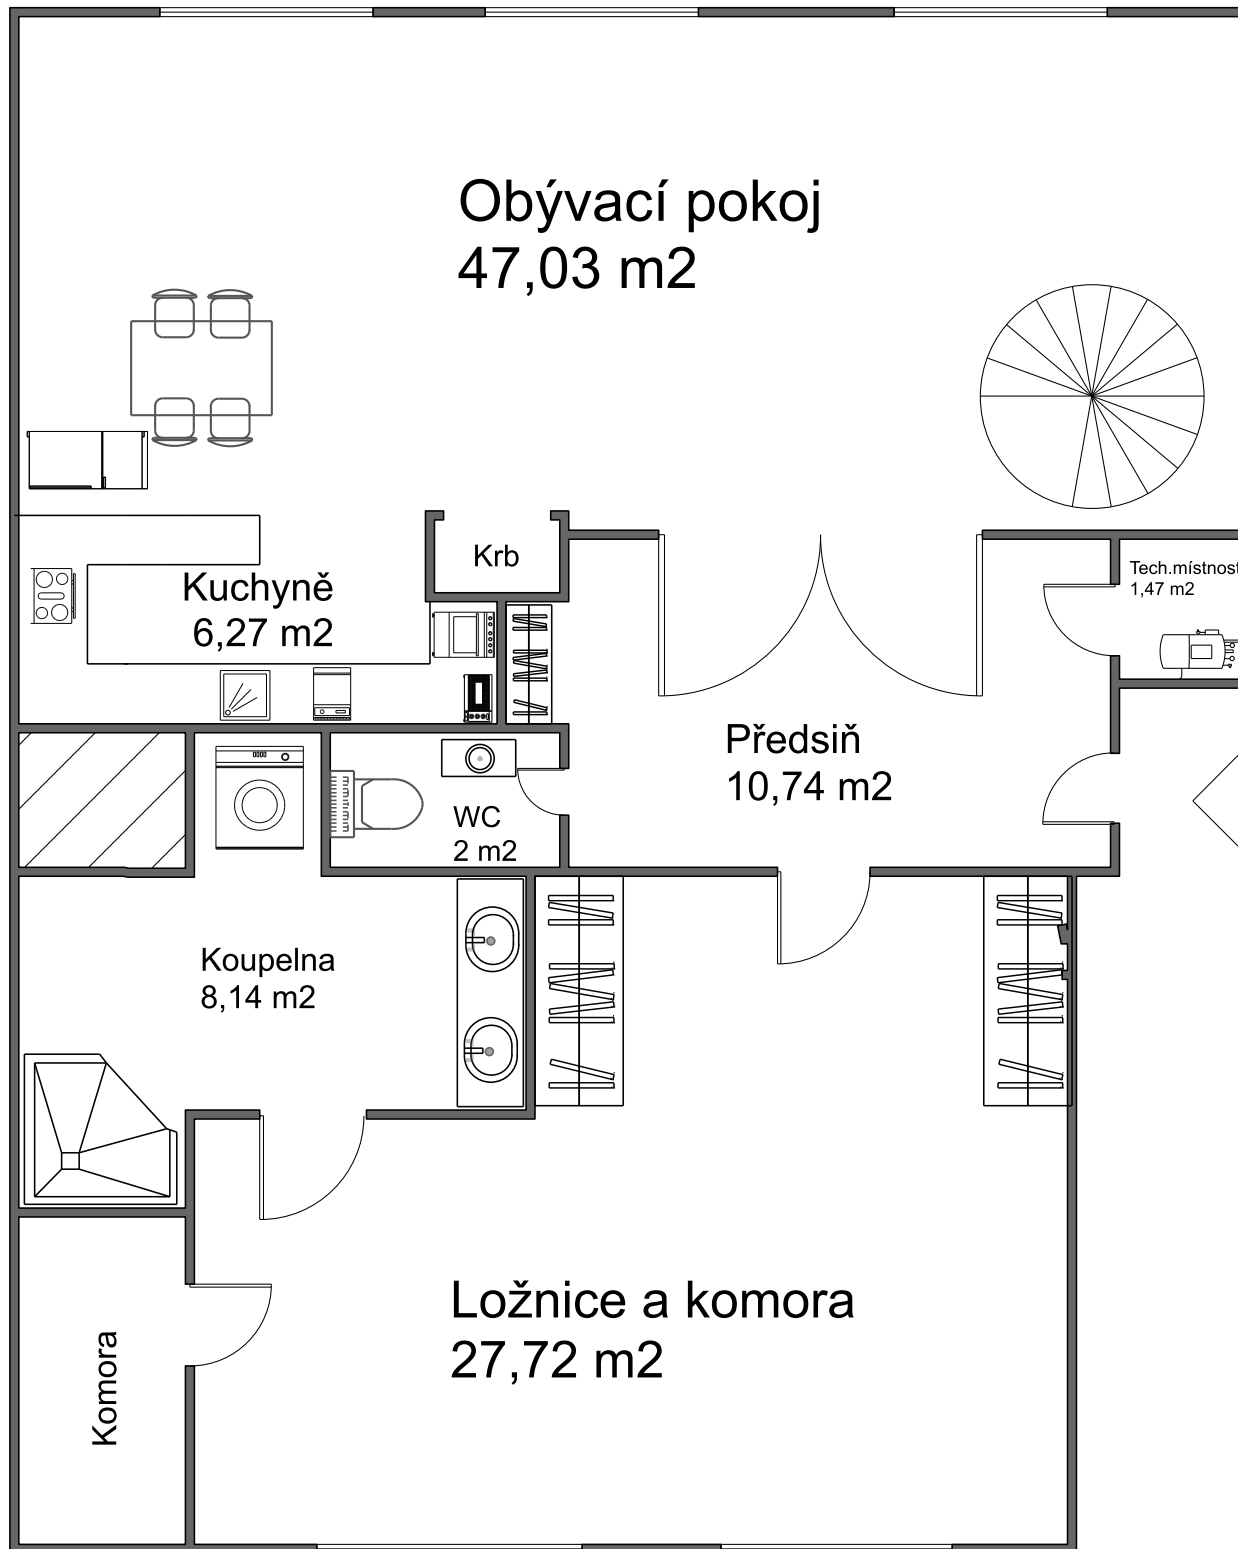 Obývací pokoj
47,03 m2
Krb
Kuchyně
6,27 m2
Tech.místnost
1,47 m2
Předsiň
10,74 m2
WC
2 m2
Koupelna
8,14 m2
Ložnice a komora
27,72 m2
Komora